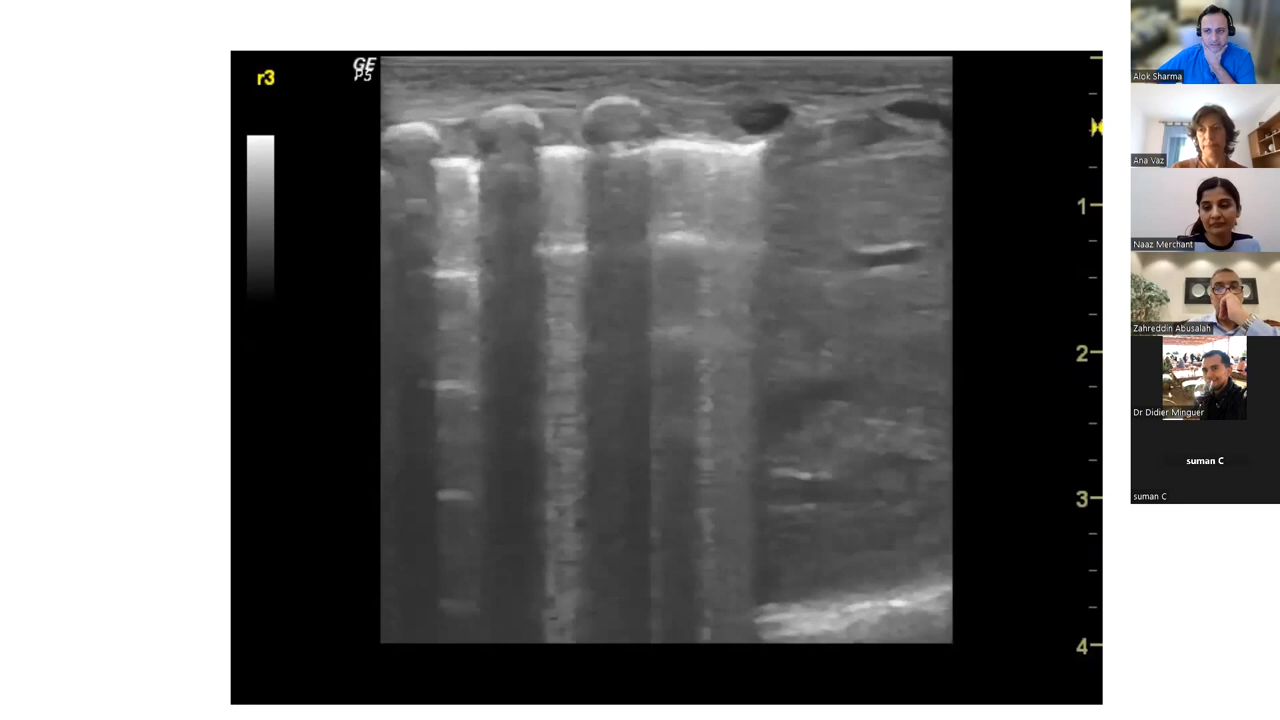 r3
GE
P5
1
2
3
4
Alok Sharma
Ana Vaz
Naaz Merchant
Zahreddin Abusalah
Dr Didier Minguer
suman C
suman C